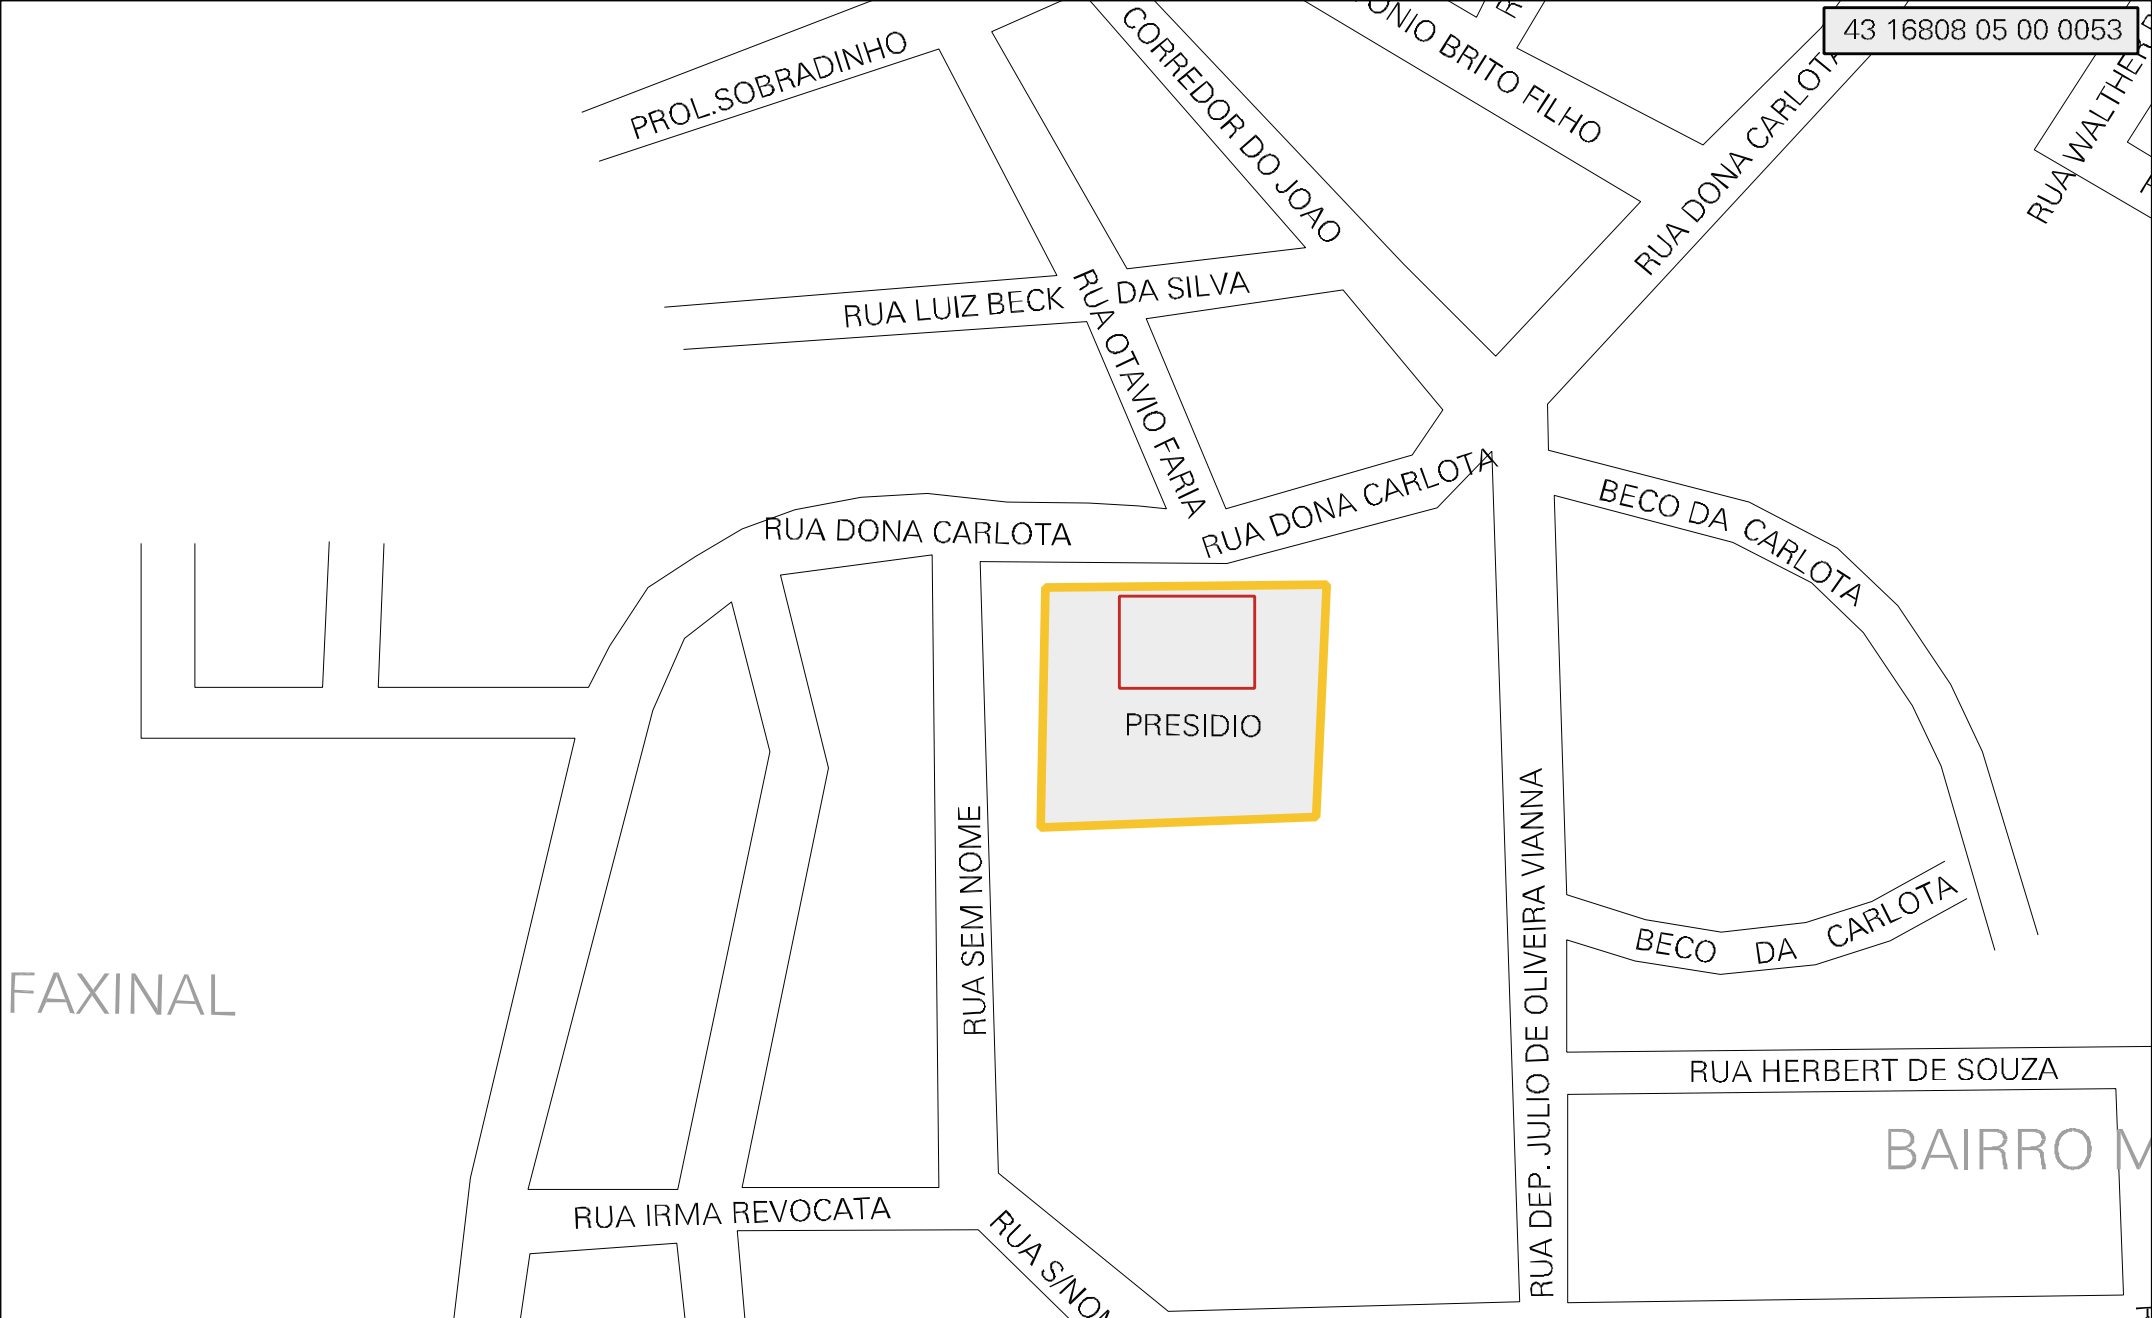 43 16808 05 00 0053
PROL.SOBRADINHO
CORREDOR DO JOAO
BRITO FILHO
RUA DONA CARLOTA
RUA
RUA LUIZ BECK DA SILVA
RUA OTAVIO FARIA
RUA DONA CARLOTA
RUA DONA CARLOTA
BECO DA CARLOTA
PRESIDIO
RUA SEM NOME
RUA DEP. JULIO DE OLIVEIRA VIANNA
BECO DA CARLOTA
FAXINAL
RUA HERBERT DE SOUZA
BAIRRO
RUA IRMA REVOCATA
RUA